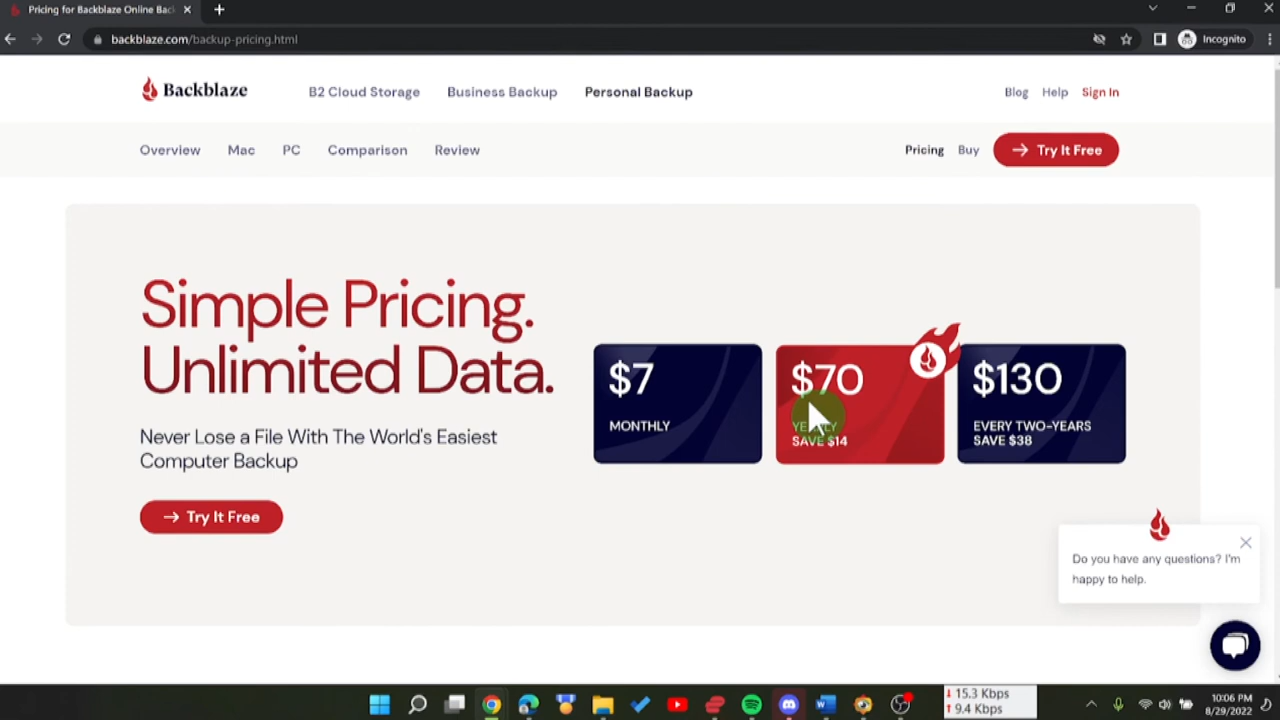 Pricing for Backblaze Online Bac
backblaze.com/backup-pricing.html
Incognito
Backblaze
B2 Cloud Storage
Business Backup
Personal Backup
Blog
Help
Sign In
Overview
Mac
PC
Comparison
Review
Pricing
Buy
Try It Free
Simple Pricing.
Unlimited Data.
Never Lose a File With The World's Easiest
Computer Backup
Try It Free
$7
MONTHLY
$70
YEARLY
SAVE $14
$130
EVERY TWO-YEARS
SAVE $38
Do you have any questions? I'm
happy to help.
15.3 Kbps
9.4 Kbps
10:06 PM
8/29/2022